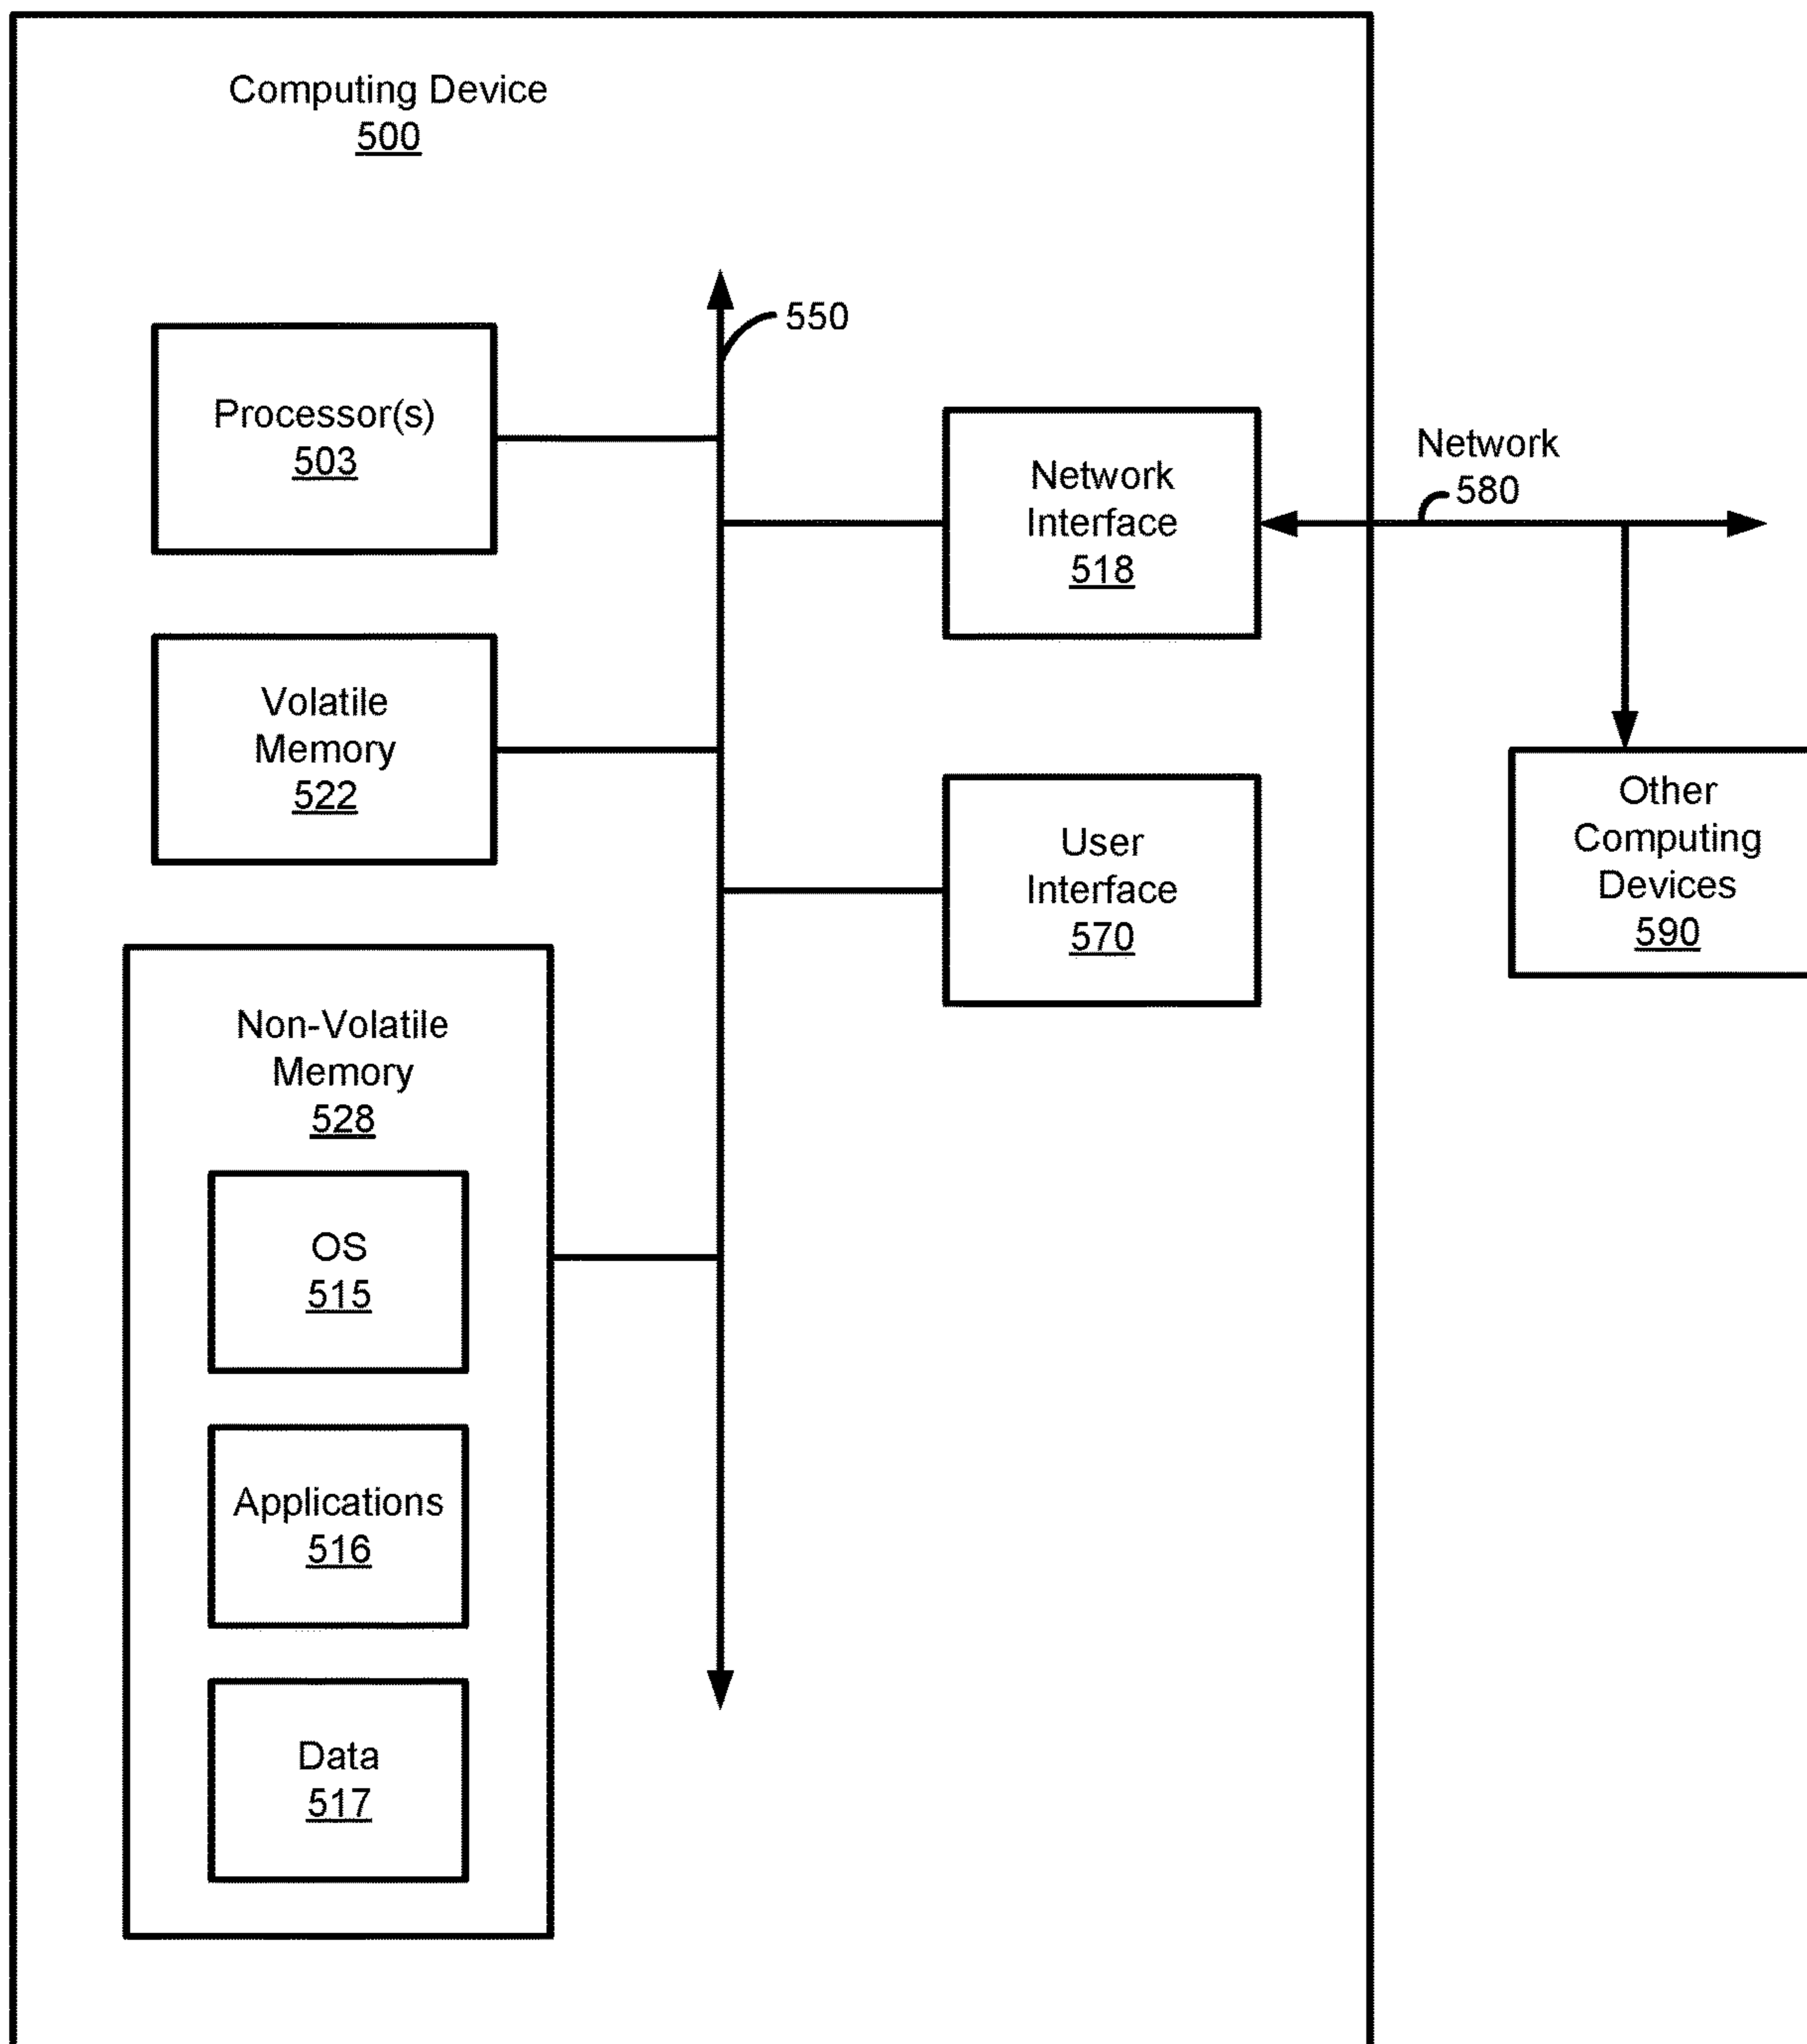 Computing Device
500
550
Processor(s)
503
Network
Interface
518
Network
580
Volatile
Memory
522
User
Interface
570
Other
Computing
Devices
590
Non-Volatile
Memory
528
OS
515
Applications
516
Data
517